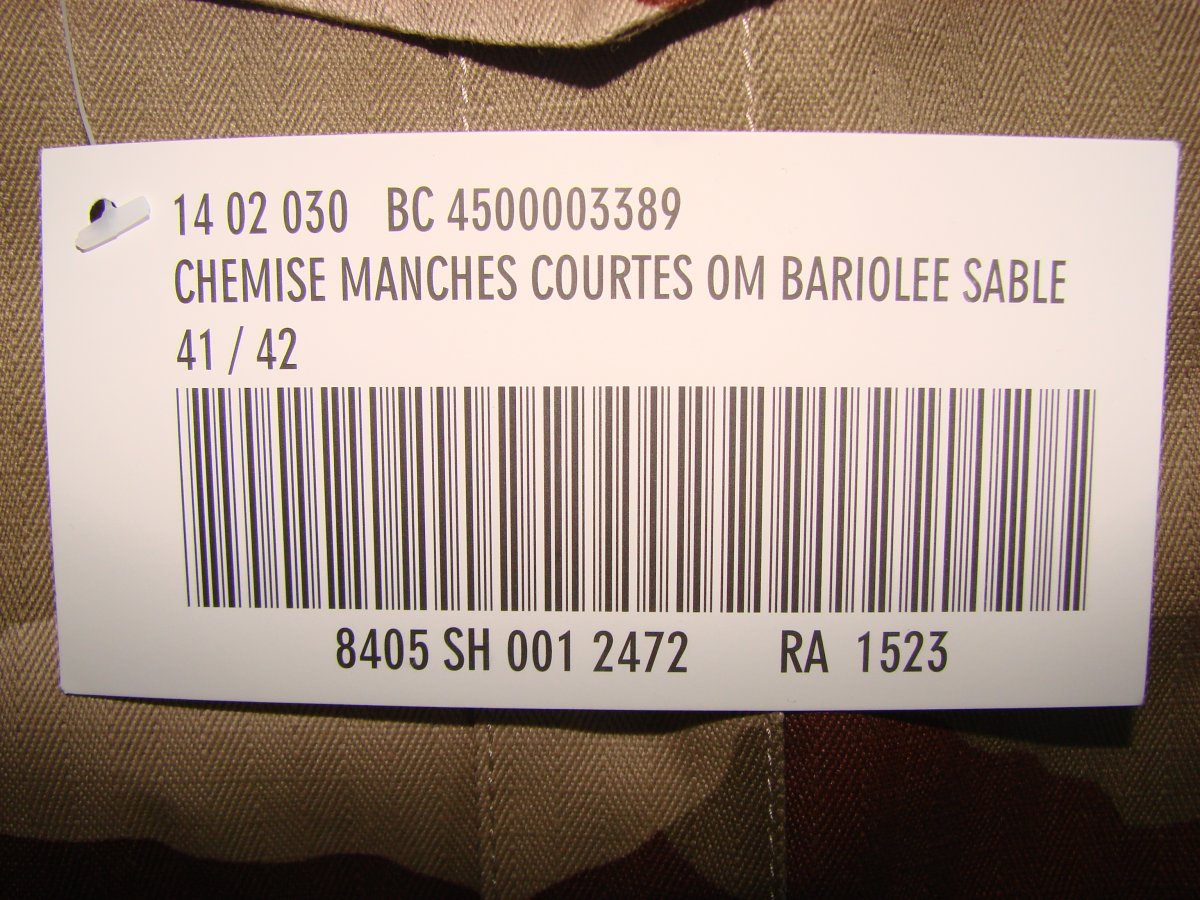 14 02 030 BC 4500003389
CHEMISE MANCHES COURTES OM BARIOLEE SABLE
41 / 42
8405 SH 001 2472 RA 1523